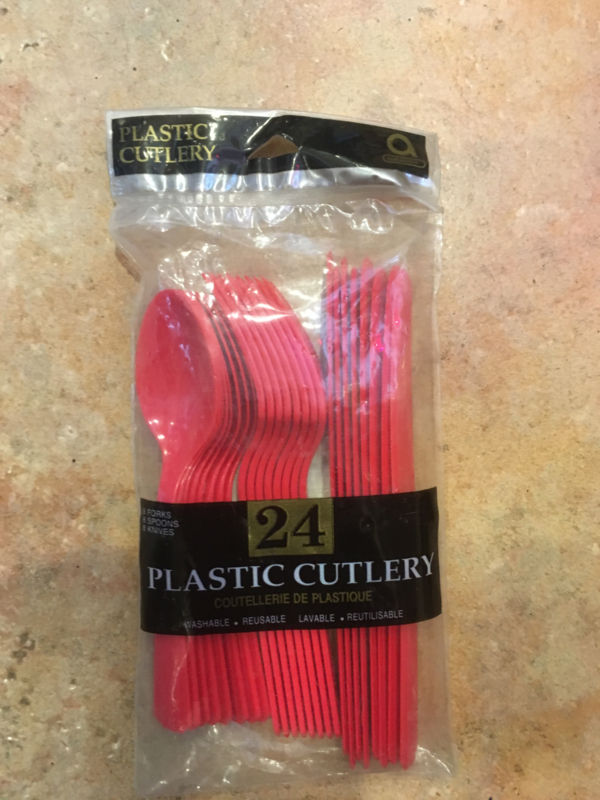 PLASTIC
CUTLERY
8 FORKS
8 SPOONS
8 KNIVES
24
PLASTIC CUTLERY
COUTELLERIE DE PLASTIQUE
WASHABLE • REUSABLE LAVABLE • REUTILISABLE